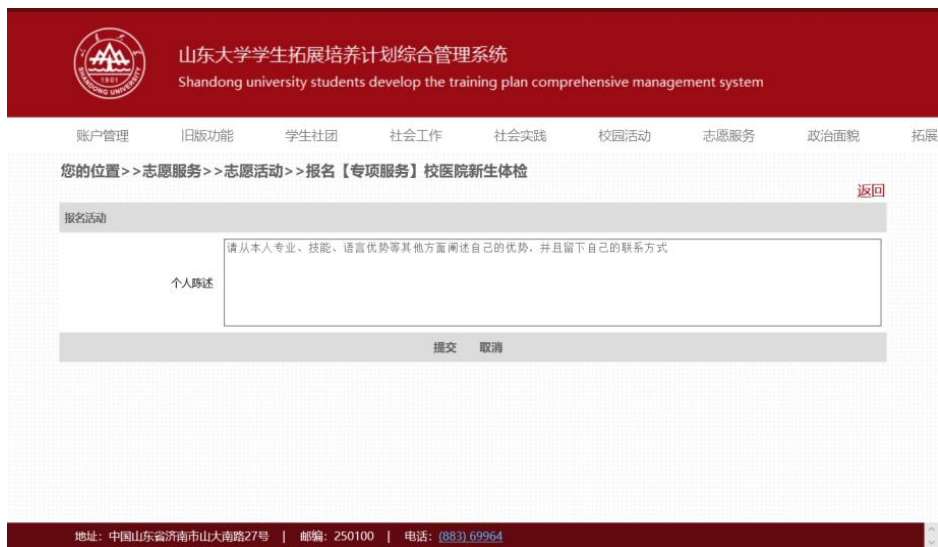 山东大学学生拓展培养计划综合管理系统
Shandong university students develop the training plan comprehensive management system
1901
SHANDONG UNIVERSITY
账户管理 旧版功能 学生社团 社会工作 社会实践 校园活动 志愿服务 政治面貌 拓展
您的位置>>志愿服务>>志愿活动>>报名【专项服务】校医院新生体检
返回
报名活动
请从本人专业、技能、语言优势等其他方面阐述自己的优势，并且留下自己的联系方式
个人陈述
提交 取消
地址：中国山东省济南市山大南路27号 | 邮编：250100 | 电话：(883) 69964